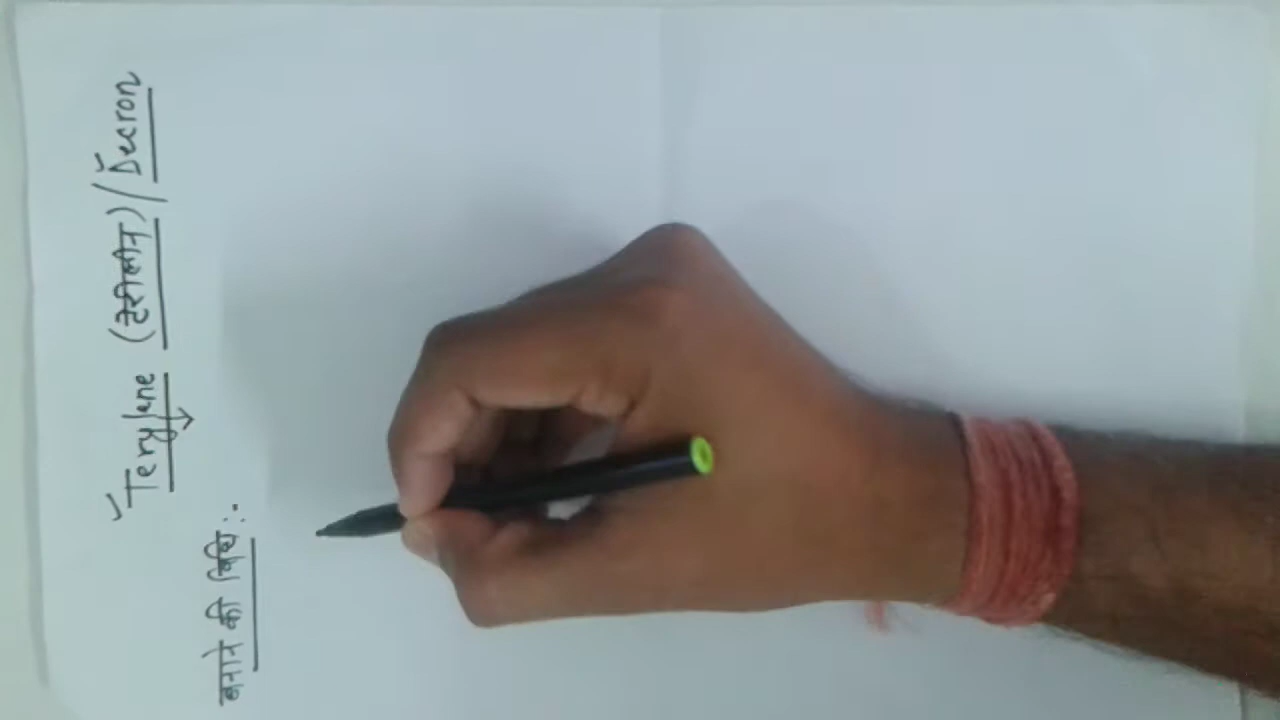 Terylene (टेरीलीन) / Decron
बनाने की विधि :-